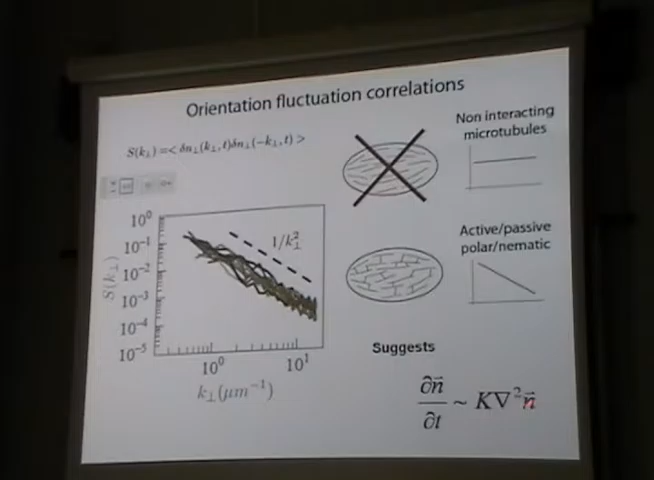 Orientation fluctuation correlations
S(k⊥) =< δn⊥(k⊥,t)δn⊥(−k⊥,t) >
Non interacting
microtubules
Active/passive
polar/nematic
10⁰
10⁻¹
10⁻²
10⁻³
10⁻⁴
10⁻⁵
S(k⊥)
1/k⊥²
10⁰ 10¹
k⊥(μm⁻¹)
Suggests
∂n⃗/∂t ~ K∇²n⃗